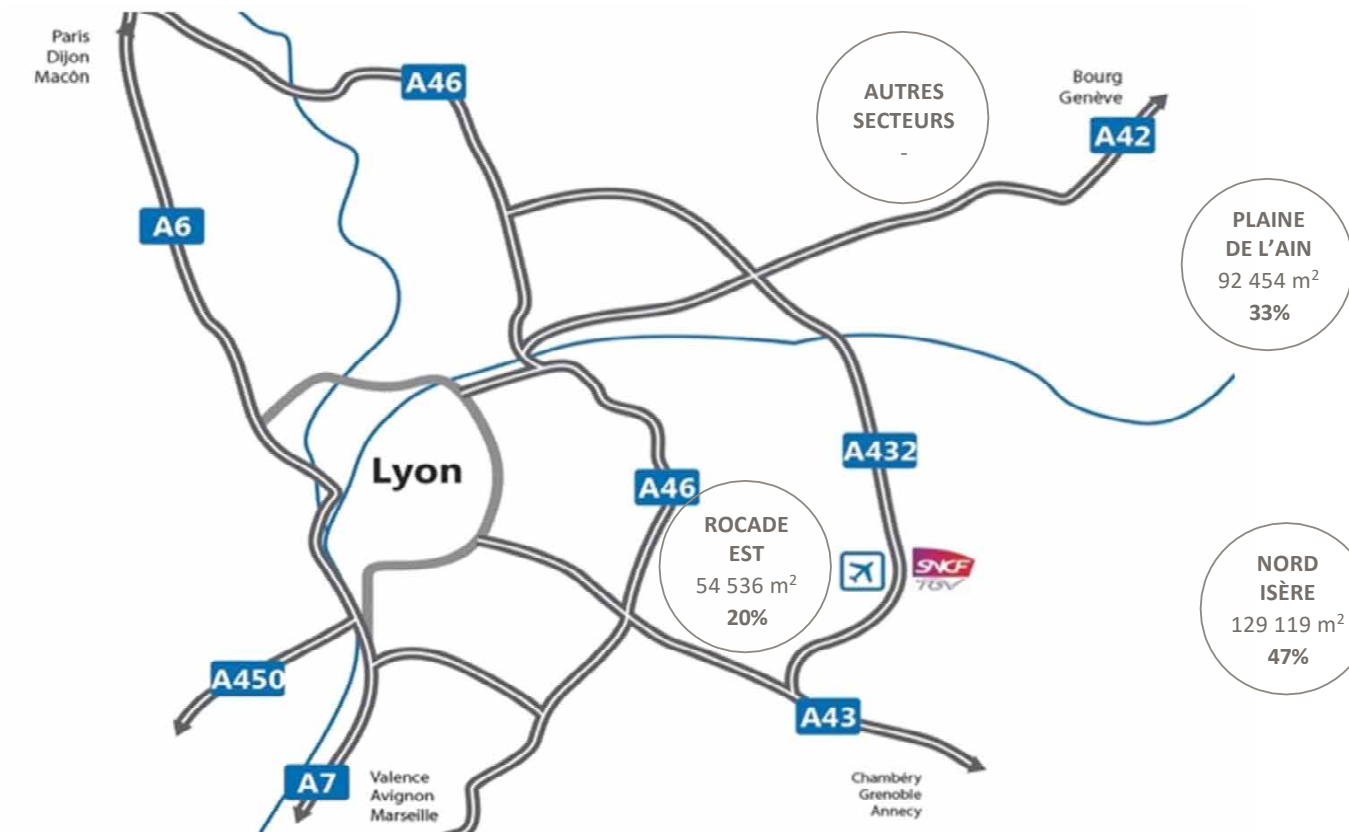 Paris
Dijon
Macôn
A46
AUTRES
SECTEURS
-
Bourg
Genève
A42
A6
PLAINE
DE L'AIN
92 454 m²
33%
Lyon
A432
A46
ROCADE
EST
54 536 m²
20%
SNCF
TGV
NORD
ISÈRE
129 119 m²
47%
A450
A43
A7
Valence
Avignon
Marseille
Chambéry
Grenoble
Annecy